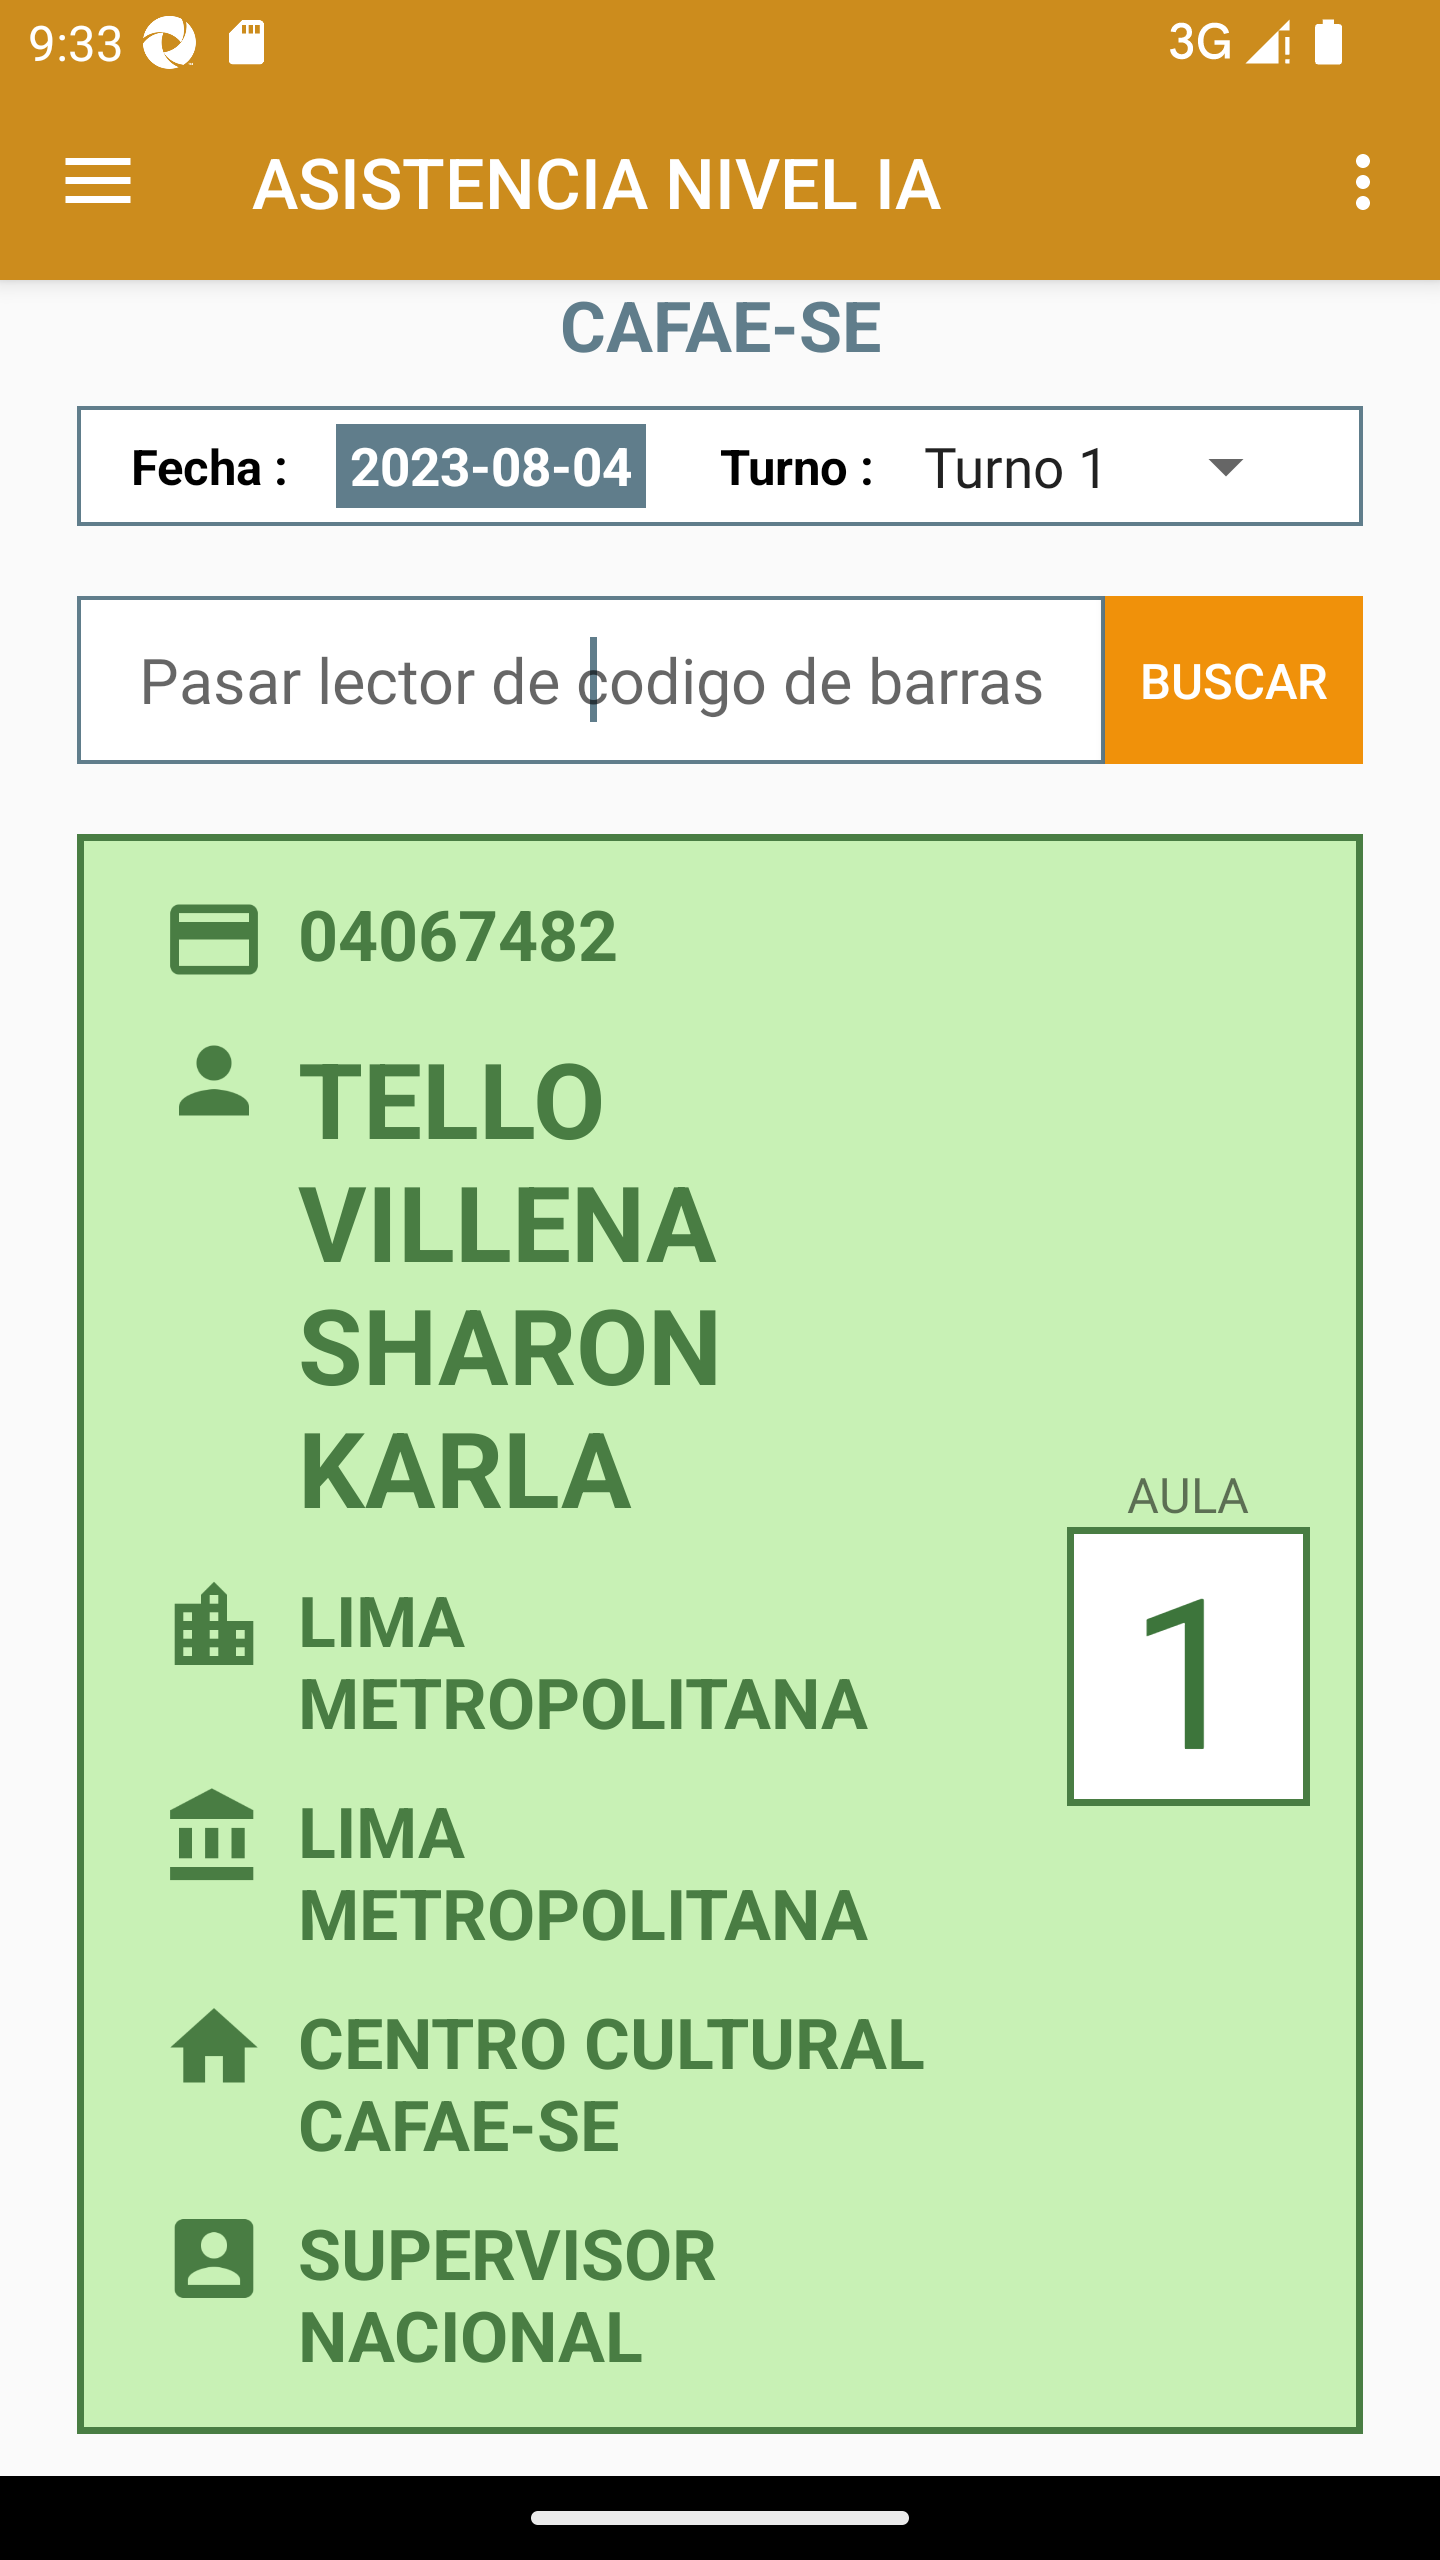 9:33
3G
ASISTENCIA NIVEL IA
CAFAE-SE
Fecha : 2023-08-04 Turno : Turno 1
Pasar lector de codigo de barras BUSCAR
04067482
TELLO
VILLENA
SHARON
KARLA
AULA
1
LIMA
METROPOLITANA
LIMA
METROPOLITANA
CENTRO CULTURAL
CAFAE-SE
SUPERVISOR
NACIONAL